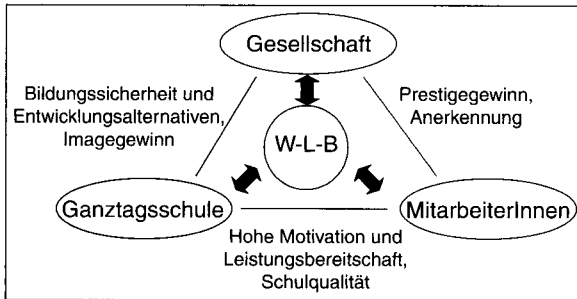 Gesellschaft
Bildungssicherheit und
Entwicklungsalternativen,
Imagegewinn
Prestigegewinn,
Anerkennung
W-L-B
Ganztagsschule
MitarbeiterInnen
Hohe Motivation und
Leistungsbereitschaft,
Schulqualität